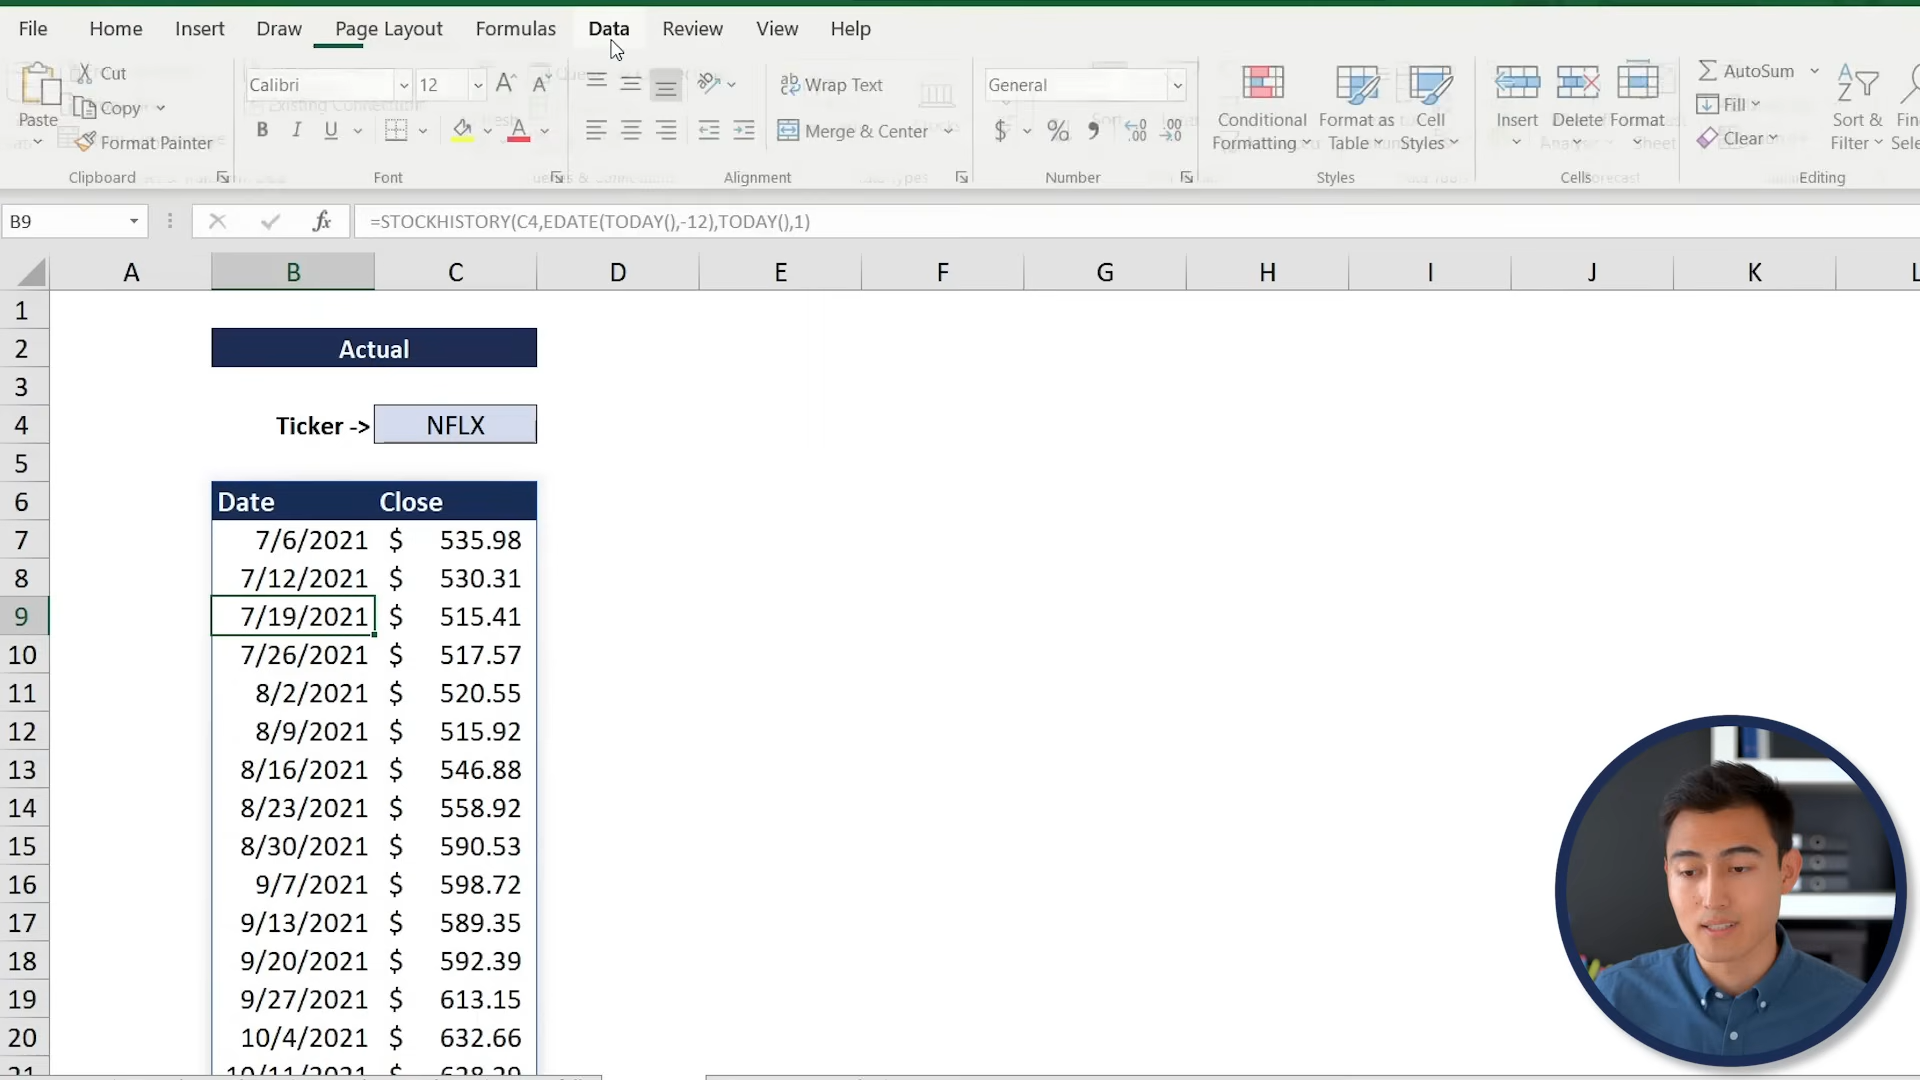 File Home Insert Draw Page Layout Formulas Data Review View Help
Cut
Copy
Format Painter
Paste
Clipboard
Calibri 12
B I U
Font
Wrap Text
Merge & Center
Alignment
General
$ %
Number
Conditional Formatting
Format as Table
Cell Styles
Styles
Insert Delete Format
Cells
AutoSum
Fill
Clear
Sort & Filter
Editing
B9 fx =STOCKHISTORY(C4,EDATE(TODAY(),-12),TODAY(),1)
A B C D E F G H I J K L
1
2 Actual
3
4 Ticker -> NFLX
5
6 Date Close
7 7/6/2021 $ 535.98
8 7/12/2021 $ 530.31
9 7/19/2021 $ 515.41
10 7/26/2021 $ 517.57
11 8/2/2021 $ 520.55
12 8/9/2021 $ 515.92
13 8/16/2021 $ 546.88
14 8/23/2021 $ 558.92
15 8/30/2021 $ 590.53
16 9/7/2021 $ 598.72
17 9/13/2021 $ 589.35
18 9/20/2021 $ 592.39
19 9/27/2021 $ 613.15
20 10/4/2021 $ 632.66